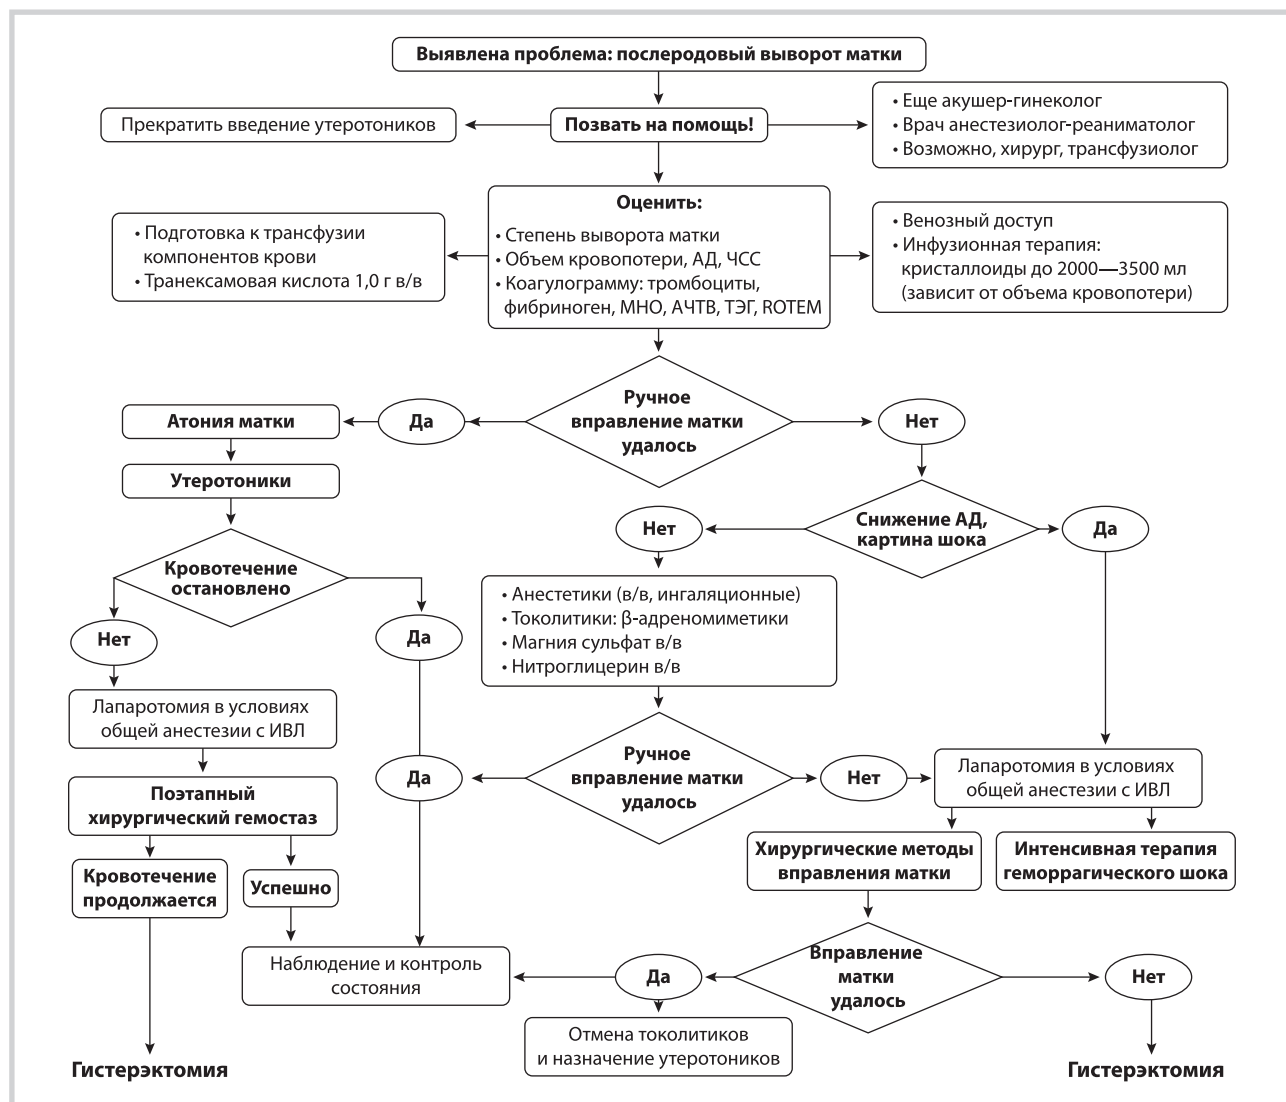 Выявлена проблема: послеродовый выворот матки
Прекратить введение утеротоников
Позвать на помощь!
• Еще акушер-гинеколог
• Врач анестезиолог-реаниматолог
• Возможно, хирург, трансфузиолог
• Подготовка к трансфузии
компонентов крови
• Транексамовая кислота 1,0 г в/в
Оценить:
• Степень выворота матки
• Объем кровопотери, АД, ЧСС
• Коагулограмму: тромбоциты,
фибриноген, МНО, АЧТВ, ТЭГ, ROTEM
• Венозный доступ
• Инфузионная терапия:
кристаллоиды до 2000—3500 мл
(зависит от объема кровопотери)
Атония матки
Да
Ручное
вправление матки
удалось
Нет
Утеротоники
Нет
Снижение АД,
картина шока
Да
Кровотечение
остановлено
• Анестетики (в/в, ингаляционные)
• Токолитики: β-адреномиметики
• Магния сульфат в/в
• Нитроглицерин в/в
Нет
Да
Лапаротомия в условиях
общей анестезии с ИВЛ
Да
Ручное
вправление матки
удалось
Нет
Лапаротомия в условиях
общей анестезии с ИВЛ
Поэтапный
хирургический гемостаз
Хирургические методы
вправления матки
Интенсивная терапия
геморрагического шока
Кровотечение
продолжается
Успешно
Наблюдение и контроль
состояния
Да
Вправление
матки
удалось
Нет
Отмена токолитиков
и назначение утеротоников
Гистерэктомия
Гистерэктомия